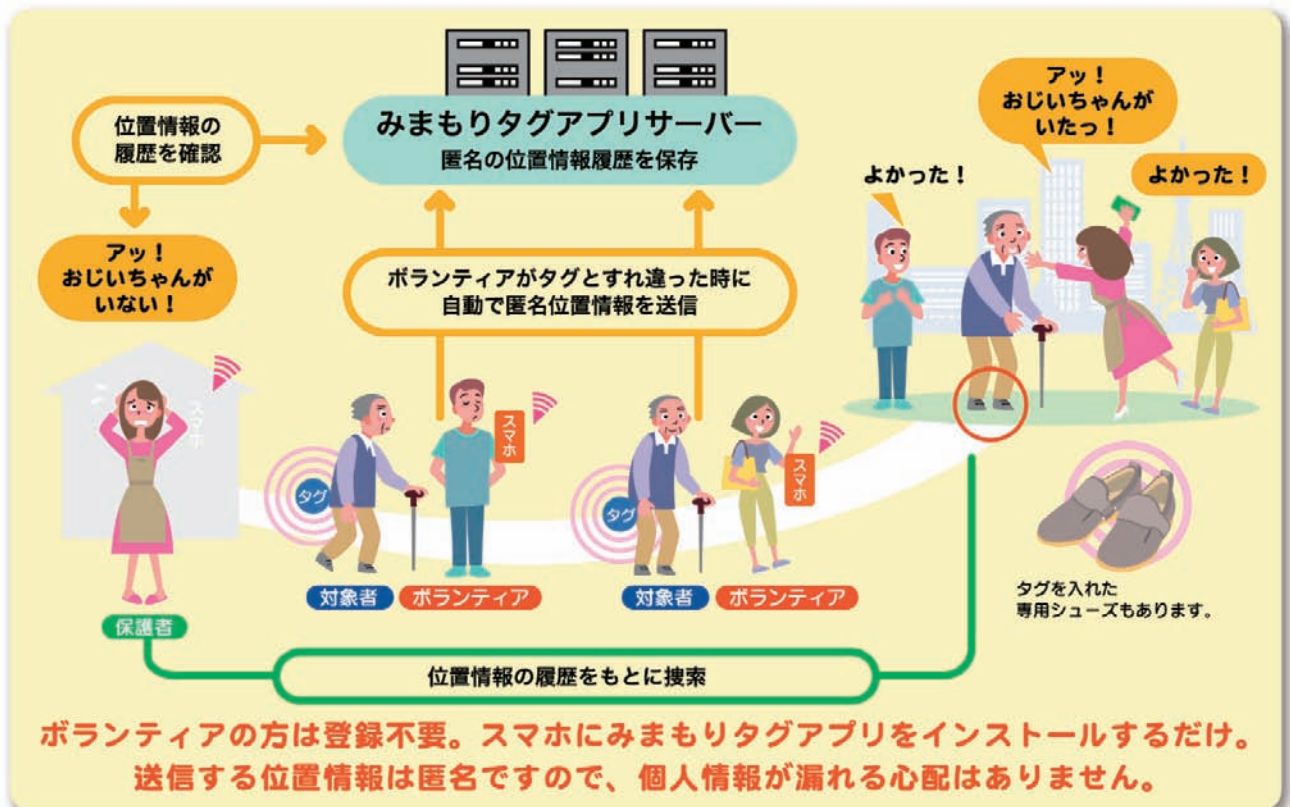 みまもりタグアプリサーバー
匿名の位置情報履歴を保存
位置情報の
履歴を確認
アッ！
おじいちゃんが
いない！
ボランティアがタグとすれ違った時に
自動で匿名位置情報を送信
アッ！
おじいちゃんが
いたっ！
よかった！
よかった！
スマホ
タグ
スマホ
タグ
スマホ
対象者
ボランティア
対象者
ボランティア
保護者
タグを入れた
専用シューズもあります。
位置情報の履歴をもとに捜索
ボランティアの方は登録不要。スマホにみまもりタグアプリをインストールするだけ。
送信する位置情報は匿名ですので、個人情報が漏れる心配はありません。